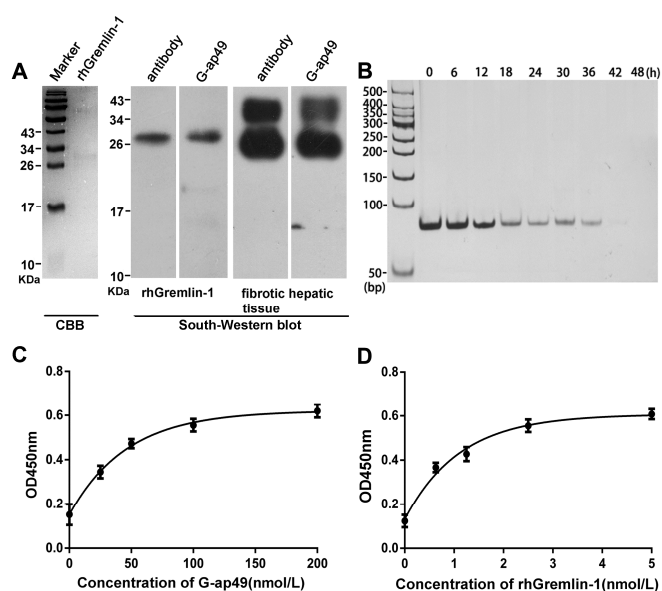 A
Marker
rhGremlin-1
antibody
G-ap49
antibody
G-ap49
43
34
26
17
10
KDa
43
34
26
17
10
KDa
rhGremlin-1
fibrotic hepatic
tissue
CBB
South-Western blot
B
0 6 12 18 24 30 36 42 48(h)
500
400
350
300
250
200
150
100
50
(bp)
C
0.8
0.6
0.4
0.2
0.0
OD450nm
0 50 100 150 200
Concentration of G-ap49(nmol/L)
D
0.8
0.6
0.4
0.2
0.0
OD450nm
0 1 2 3 4 5
Concentration of rhGremlin-1(nmol/L)